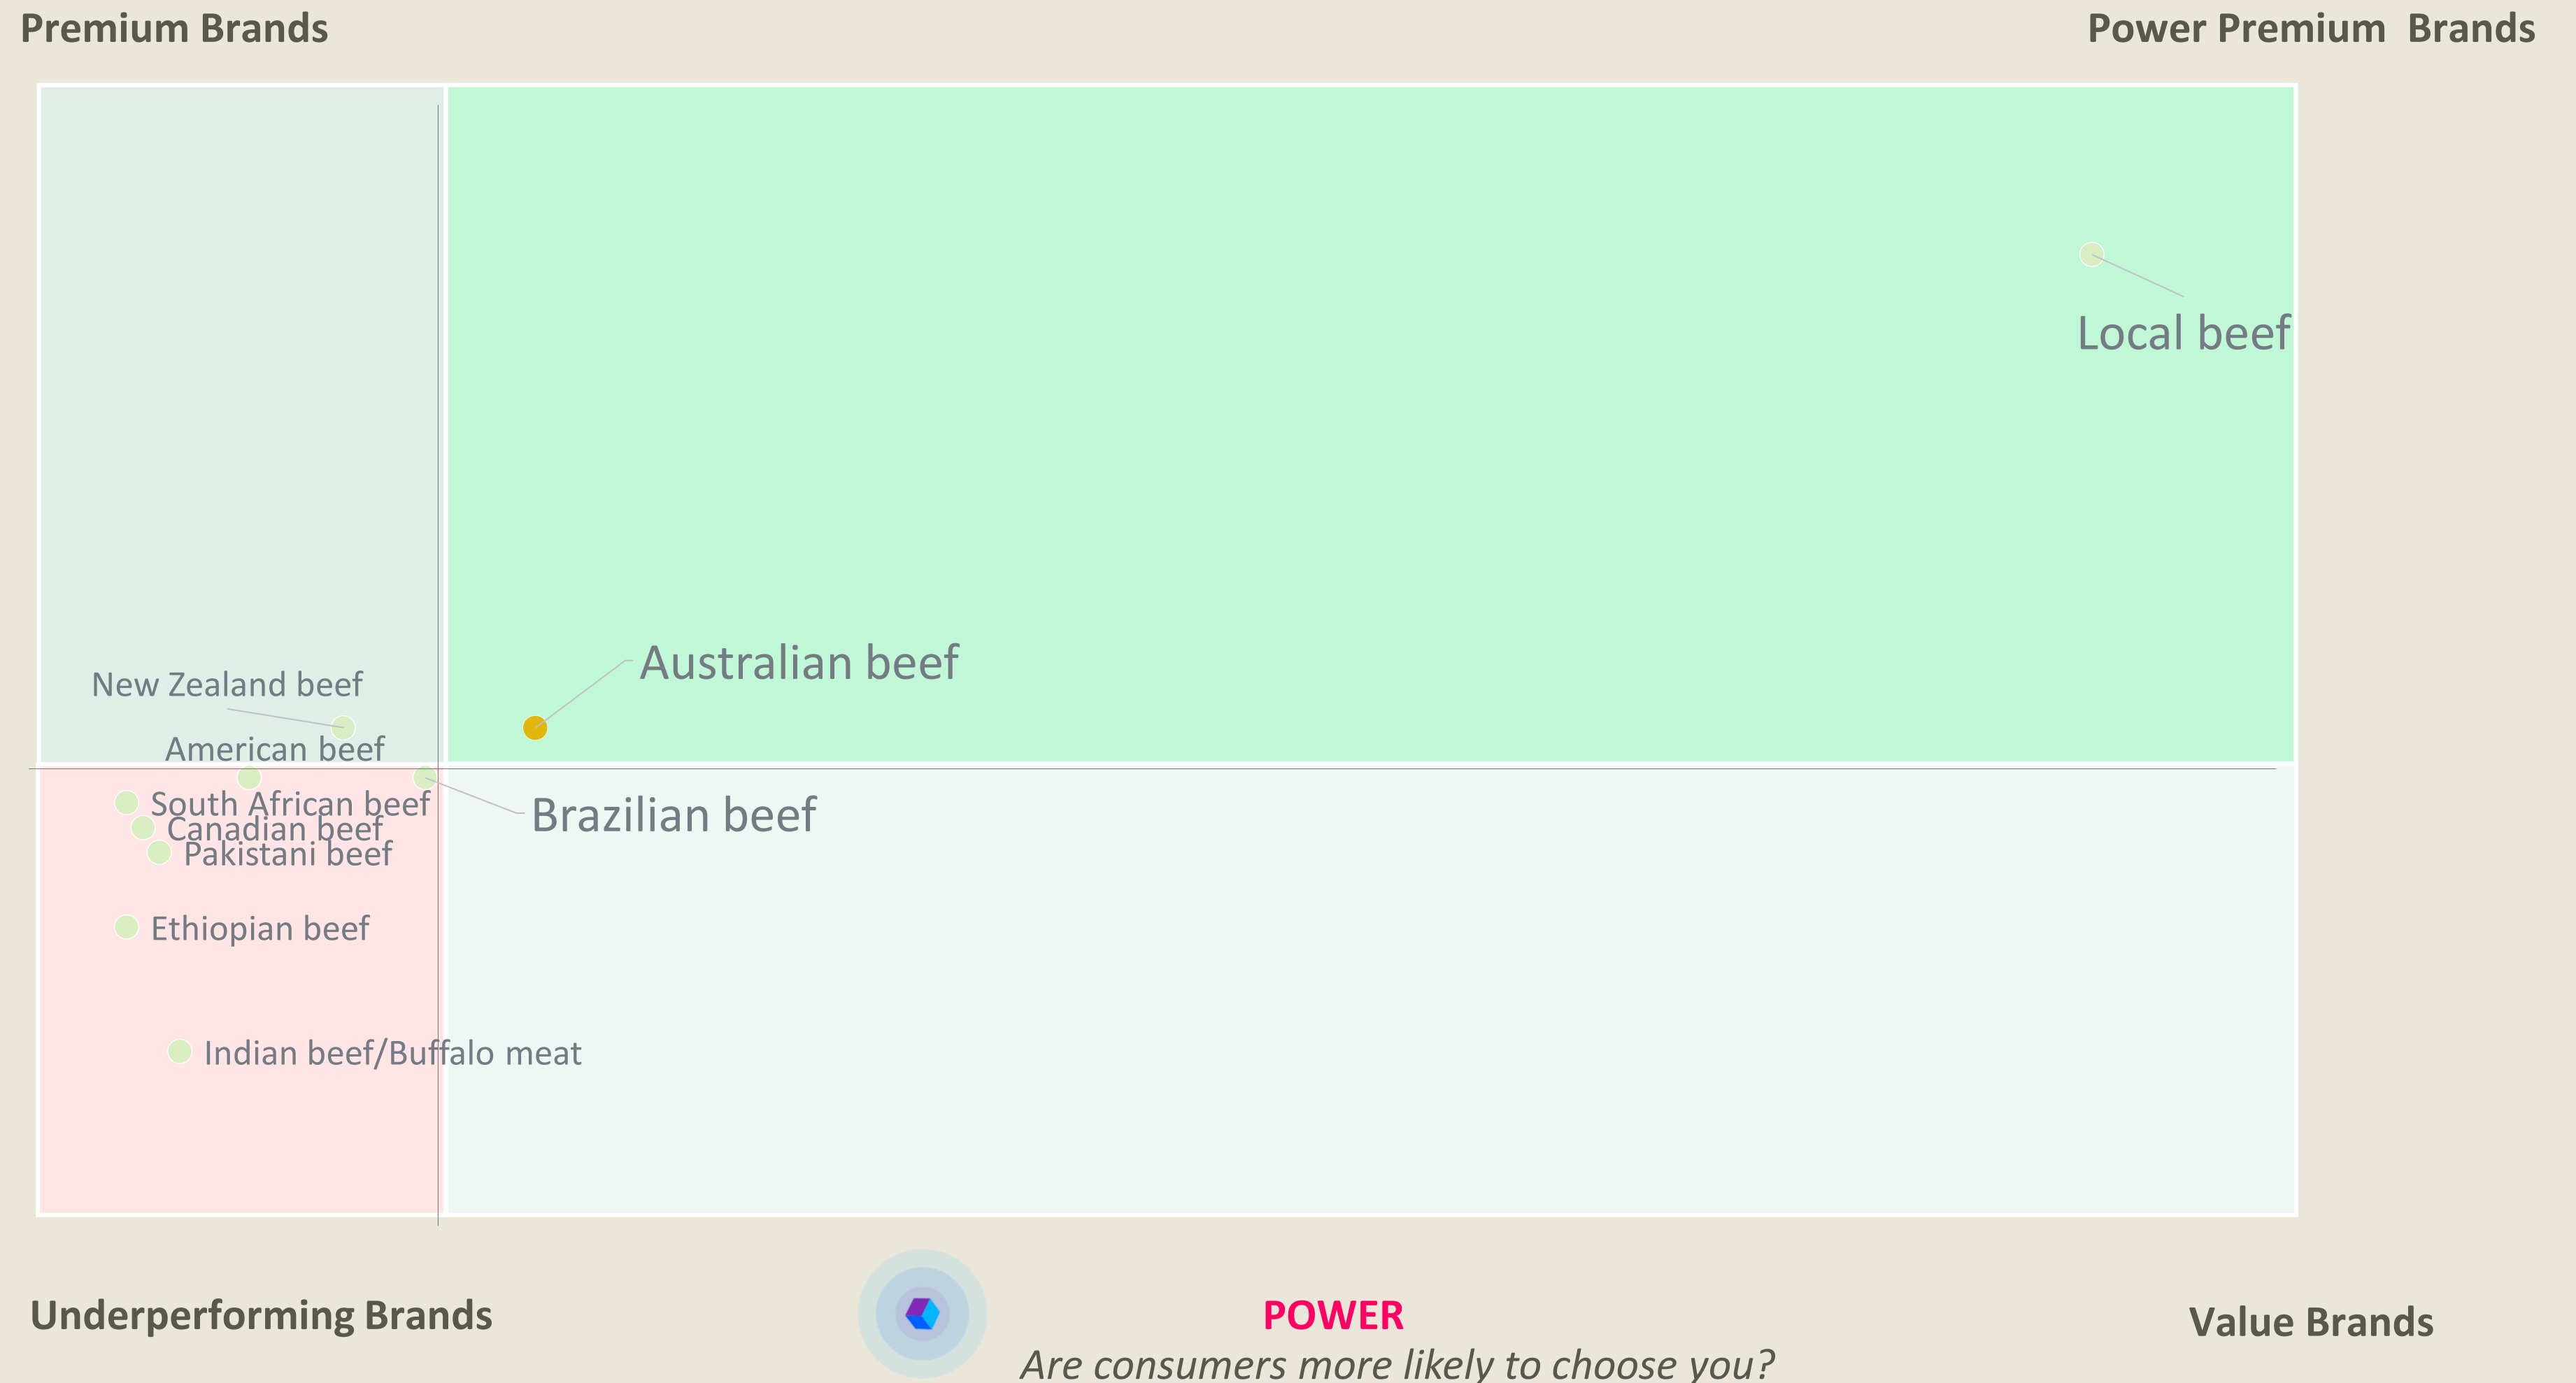 Premium Brands
Power Premium  Brands
Local beef
Australian beef
New Zealand beef
American beef
South African beef
Brazilian beef
Canadian beef
Pakistani beef
Ethiopian beef
Indian beef/Buffalo meat
Underperforming Brands
POWER
Value Brands
Are consumers more likely to choose you?